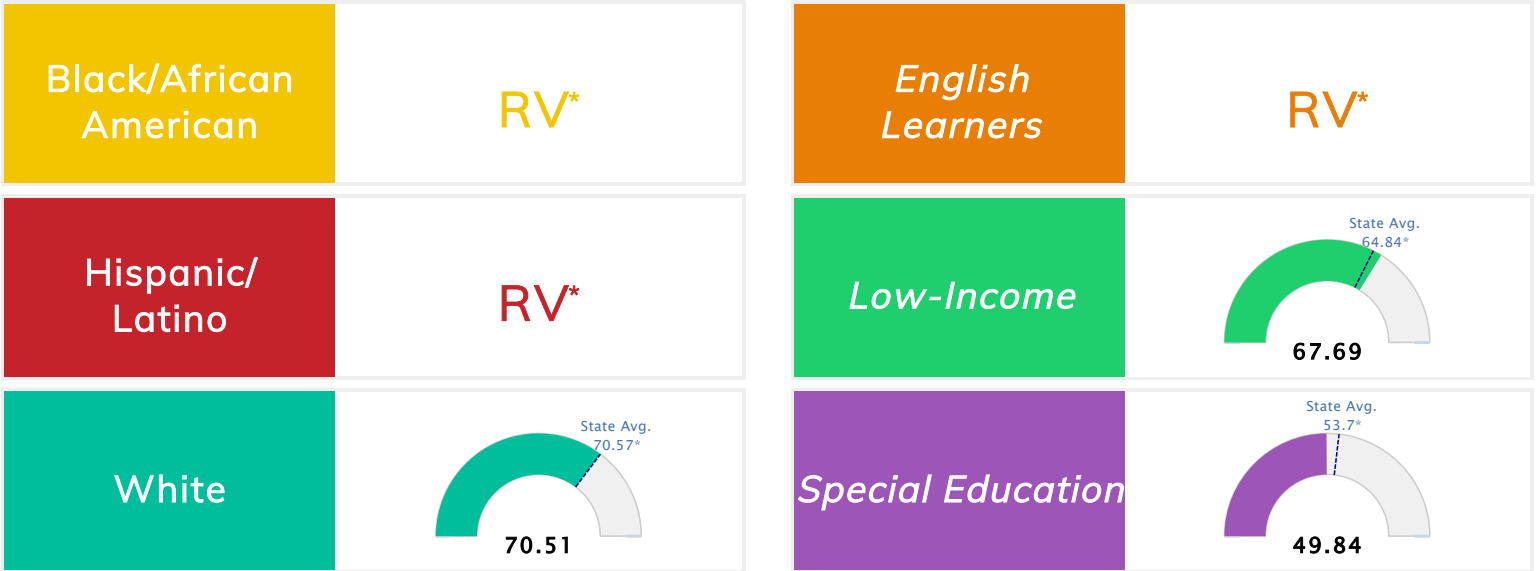 Black/African
American
RV*
English
Learners
RV*
Hispanic/
Latino
RV*
Low-Income
State Avg.
64.84*
67.69
White
State Avg.
70.57*
70.51
Special Education
State Avg.
53.7*
49.84